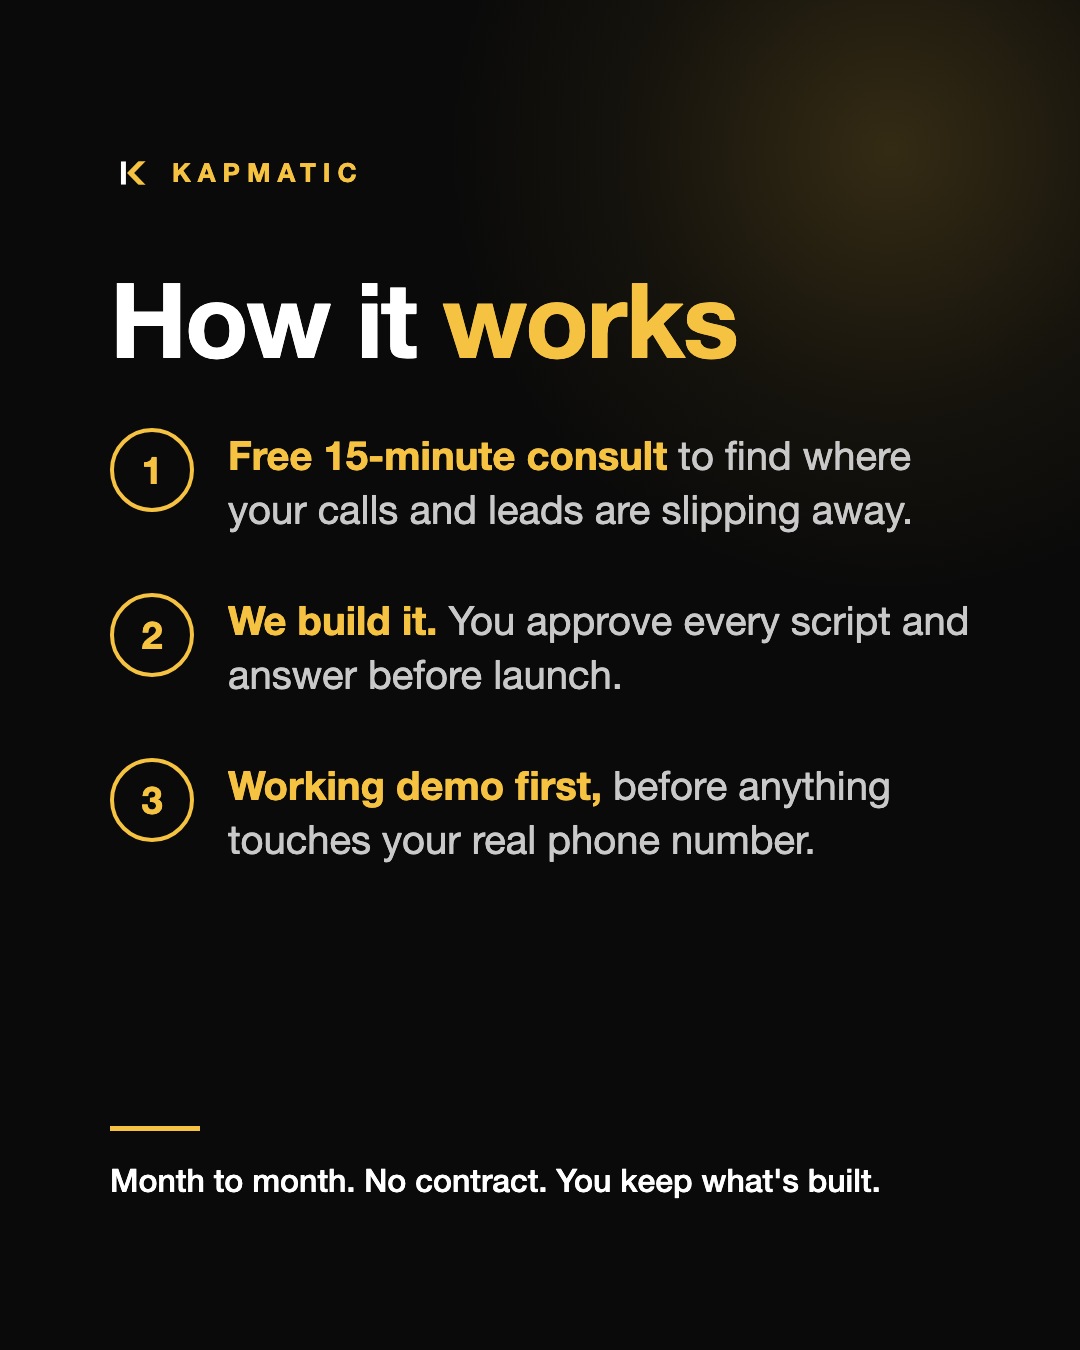 KAPMATIC
How it works
1
Free 15-minute consult to find where
your calls and leads are slipping away.
2
We build it. You approve every script and
answer before launch.
3
Working demo first, before anything
touches your real phone number.
Month to month. No contract. You keep what's built.